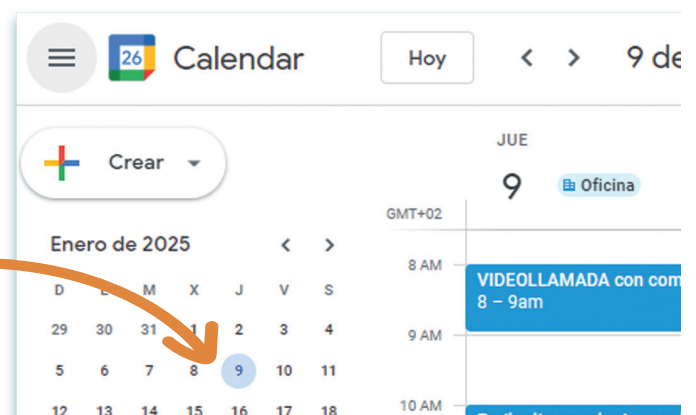 26 Calendar Hoy < > 9 de
Crear
JUE
9 Oficina
GMT+02
Enero de 2025 < >
D M X J V S
29 30 31 1 2 3 4
5 6 7 8 9 10 11
12 13 14 15 16 17 18
8 AM
VIDEOLLAMADA con com
8 – 9am
9 AM
10 AM